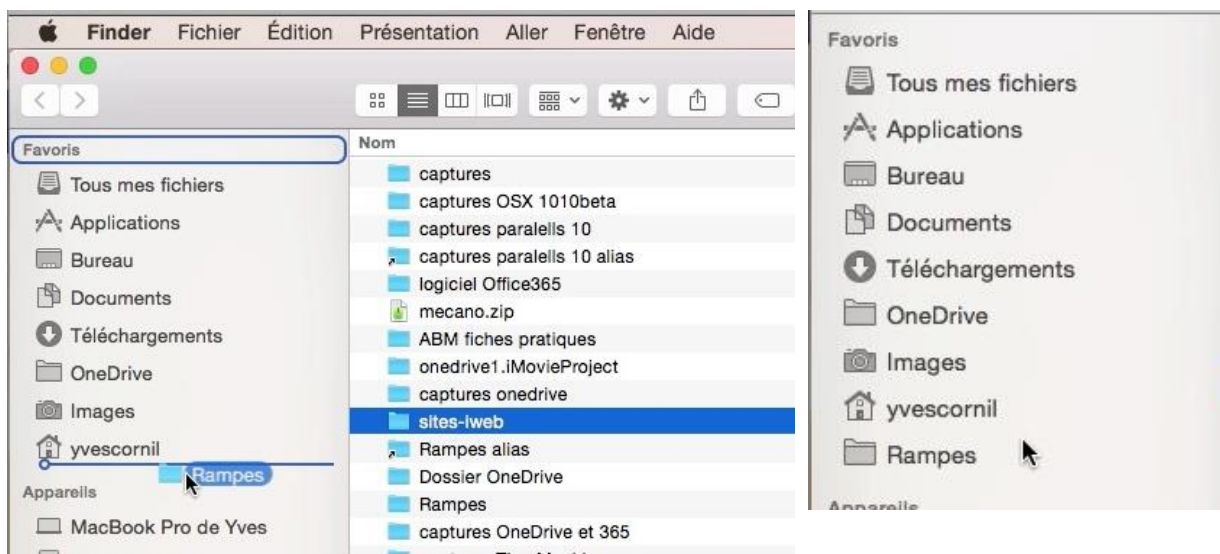 Finder Fichier Édition Présentation Aller Fenêtre Aide
Favoris
Tous mes fichiers
Applications
Bureau
Documents
Téléchargements
OneDrive
Images
yvescornil
Rampes
Appareils
MacBook Pro de Yves
Nom
captures
captures OSX 1010beta
captures paralells 10
captures paralells 10 alias
logiciel Office365
mecano.zip
ABM fiches pratiques
onedrive1.iMovieProject
captures onedrive
sites-iweb
Rampes alias
Dossier OneDrive
Rampes
captures OneDrive et 365
Favoris
Tous mes fichiers
Applications
Bureau
Documents
Téléchargements
OneDrive
Images
yvescornil
Rampes
Appareils